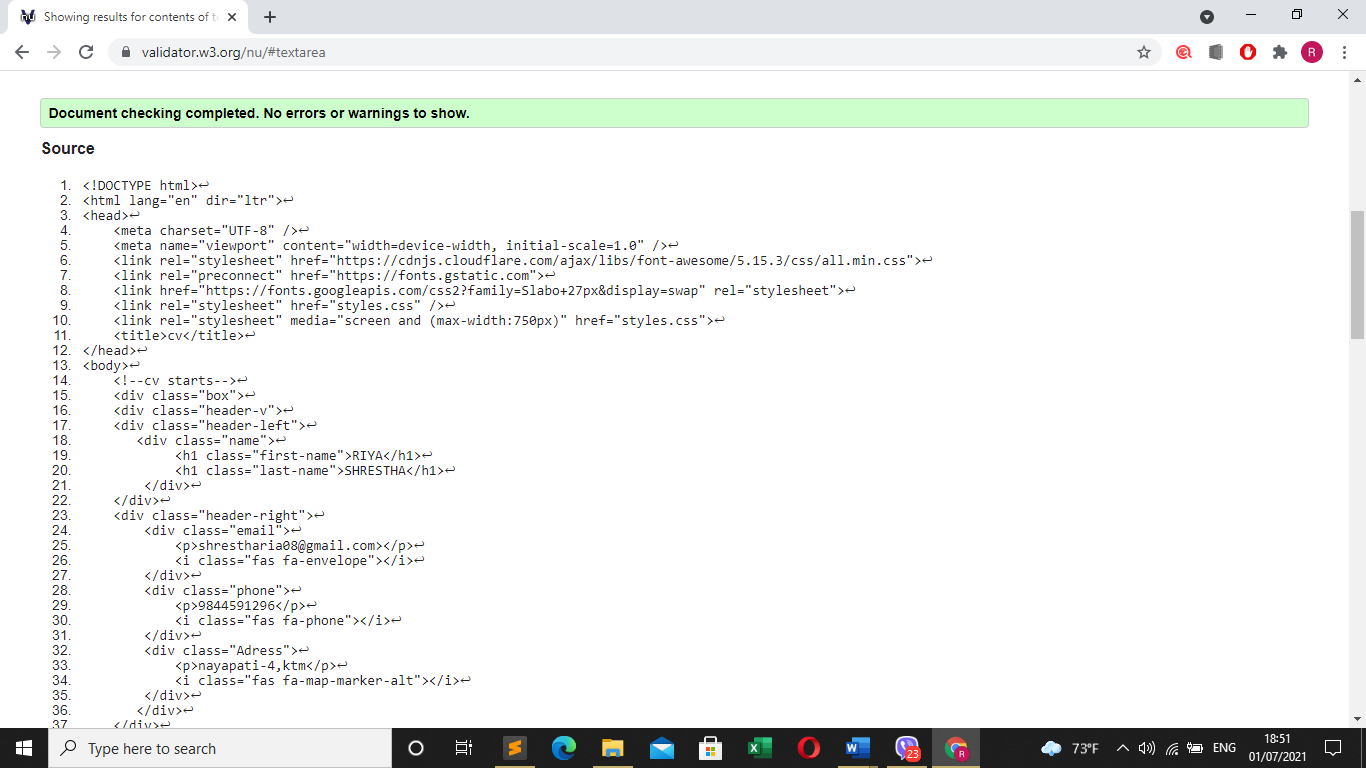 Showing results for contents of t
validator.w3.org/nu/#textarea
R
Document checking completed. No errors or warnings to show.
Source
1. <!DOCTYPE html>↩
2. <html lang="en" dir="ltr">↩
3. <head>↩
4.     <meta charset="UTF-8" />↩
5.     <meta name="viewport" content="width=device-width, initial-scale=1.0" />↩
6.     <link rel="stylesheet" href="https://cdnjs.cloudflare.com/ajax/libs/font-awesome/5.15.3/css/all.min.css">↩
7.     <link rel="preconnect" href="https://fonts.gstatic.com">↩
8.     <link href="https://fonts.googleapis.com/css2?family=Slabo+27px&display=swap" rel="stylesheet">↩
9.     <link rel="stylesheet" href="styles.css" />↩
10.     <link rel="stylesheet" media="screen and (max-width:750px)" href="styles.css">↩
11.     <title>cv</title>↩
12. </head>↩
13. <body>↩
14.     <!--cv starts-->↩
15.     <div class="box">↩
16.     <div class="header-v">↩
17.     <div class="header-left">↩
18.        <div class="name">↩
19.             <h1 class="first-name">RIYA</h1>↩
20.             <h1 class="last-name">SHRESTHA</h1>↩
21.         </div>↩
22.     </div>↩
23.     <div class="header-right">↩
24.         <div class="email">↩
25.             <p>shrestharia08@gmail.com></p>↩
26.             <i class="fas fa-envelope"></i>↩
27.         </div>↩
28.         <div class="phone">↩
29.             <p>9844591296</p>↩
30.             <i class="fas fa-phone"></i>↩
31.         </div>↩
32.         <div class="Adress">↩
33.             <p>nayapati-4,ktm</p>↩
34.             <i class="fas fa-map-marker-alt"></i>↩
35.         </div>↩
36.        </div>↩
37.     </div>↩
Type here to search
23
R
73°F
ENG
18:51
01/07/2021